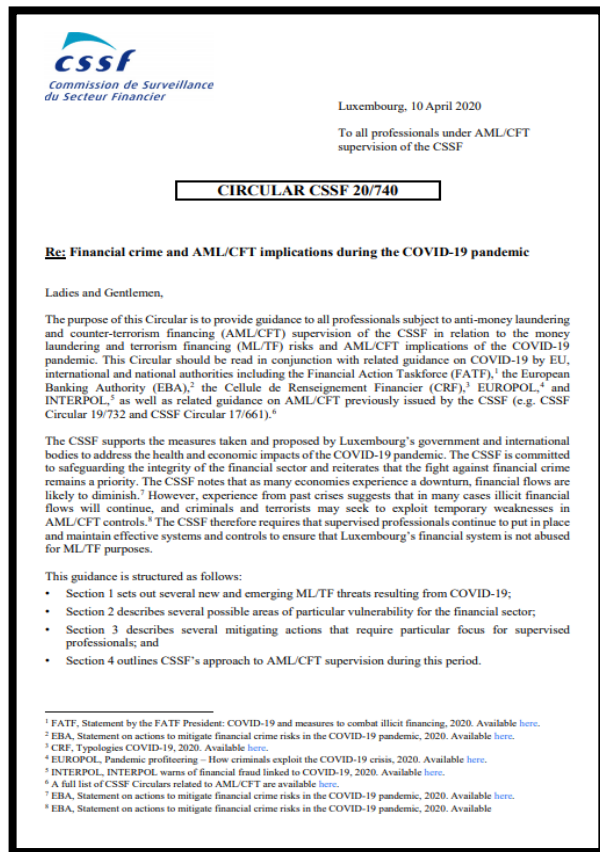 cssf
Commission de Surveillance
du Secteur Financier
Luxembourg, 10 April 2020
To all professionals under AML/CFT
supervision of the CSSF
CIRCULAR CSSF 20/740
Re: Financial crime and AML/CFT implications during the COVID-19 pandemic
Ladies and Gentlemen,
The purpose of this Circular is to provide guidance to all professionals subject to anti-money laundering
and counter-terrorism financing (AML/CFT) supervision of the CSSF in relation to the money
laundering and terrorism financing (ML/TF) risks and AML/CFT implications of the COVID-19
pandemic. This Circular should be read in conjunction with related guidance on COVID-19 by EU,
international and national authorities including the Financial Action Taskforce (FATF),1 the European
Banking Authority (EBA),2 the Cellule de Renseignement Financier (CRF),3 EUROPOL,4 and
INTERPOL,5 as well as related guidance on AML/CFT previously issued by the CSSF (e.g. CSSF
Circular 19/732 and CSSF Circular 17/661).6
The CSSF supports the measures taken and proposed by Luxembourg's government and international
bodies to address the health and economic impacts of the COVID-19 pandemic. The CSSF is committed
to safeguarding the integrity of the financial sector and reiterates that the fight against financial crime
remains a priority. The CSSF notes that as many economies experience a downturn, financial flows are
likely to diminish.7 However, experience from past crises suggests that in many cases illicit financial
flows will continue, and criminals and terrorists may seek to exploit temporary weaknesses in
AML/CFT controls.8 The CSSF therefore requires that supervised professionals continue to put in place
and maintain effective systems and controls to ensure that Luxembourg's financial system is not abused
for ML/TF purposes.
This guidance is structured as follows:
• Section 1 sets out several new and emerging ML/TF threats resulting from COVID-19;
• Section 2 describes several possible areas of particular vulnerability for the financial sector;
• Section 3 describes several mitigating actions that require particular focus for supervised
professionals; and
• Section 4 outlines CSSF's approach to AML/CFT supervision during this period.
1 FATF, Statement by the FATF President: COVID-19 and measures to combat illicit financing, 2020. Available here.
2 EBA, Statement on actions to mitigate financial crime risks in the COVID-19 pandemic, 2020. Available here.
3 CRF, Typologies COVID-19, 2020. Available here.
4 EUROPOL, Pandemic profiteering – How criminals exploit the COVID-19 crisis, 2020. Available here.
5 INTERPOL, INTERPOL warns of financial fraud linked to COVID-19, 2020. Available here.
6 A full list of CSSF Circulars related to AML/CFT are available here.
7 EBA, Statement on actions to mitigate financial crime risks in the COVID-19 pandemic, 2020. Available here.
8 EBA, Statement on actions to mitigate financial crime risks in the COVID-19 pandemic, 2020. Available